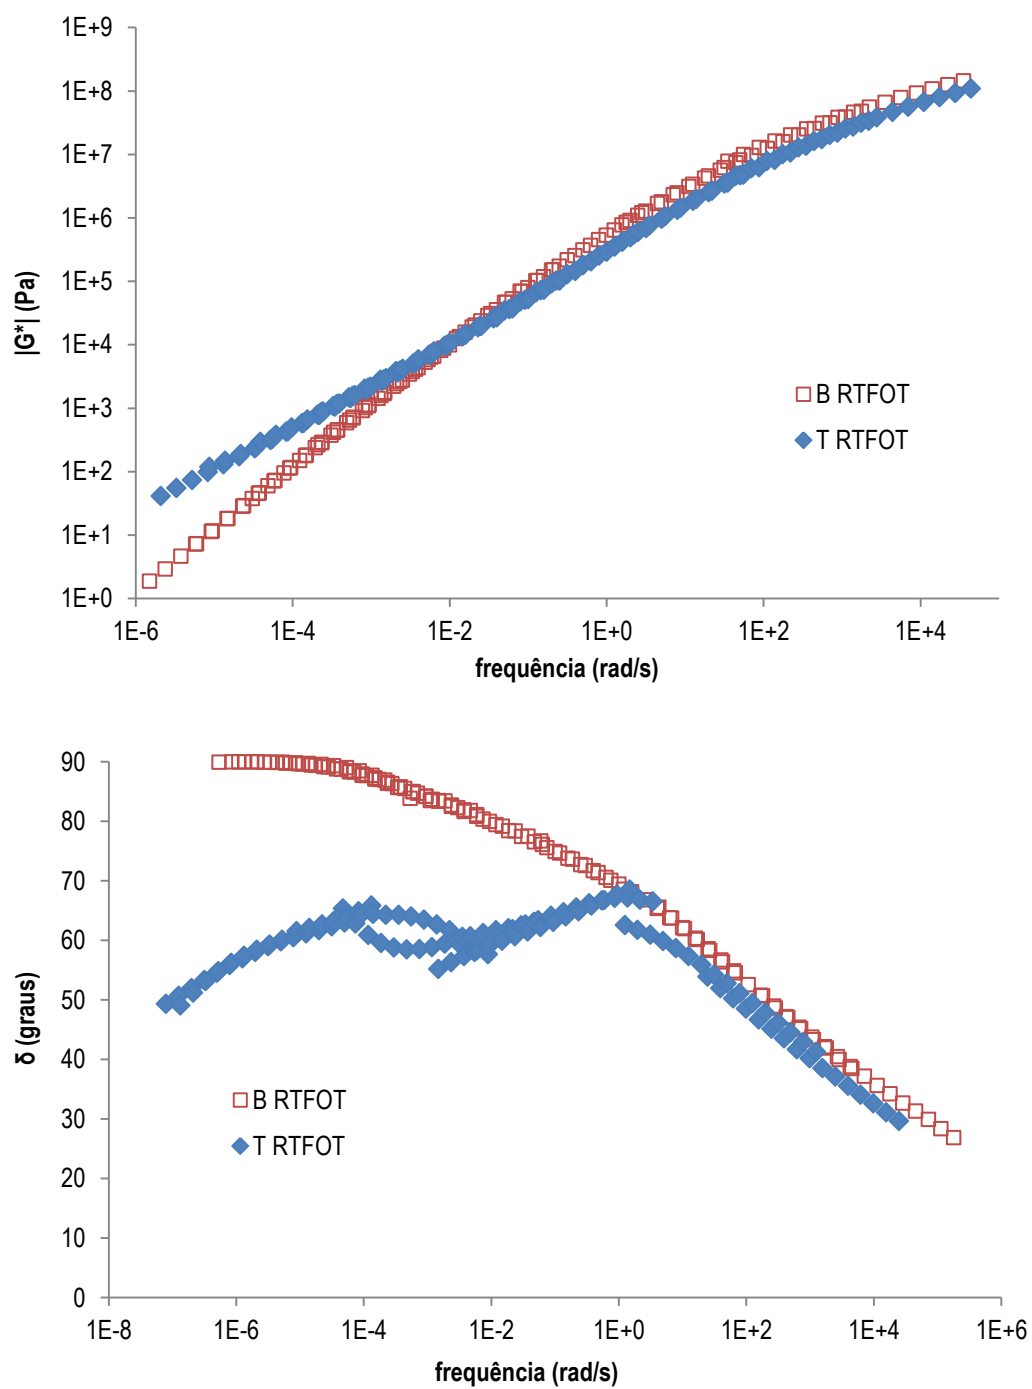 1E+9
1E+8
1E+7
1E+6
1E+5
1E+4
1E+3
1E+2
1E+1
1E+0
|G*| (Pa)
B RTFOT
T RTFOT
1E-6 1E-4 1E-2 1E+0 1E+2 1E+4
frequência (rad/s)
90
80
70
60
50
40
30
20
10
0
δ (graus)
B RTFOT
T RTFOT
1E-8 1E-6 1E-4 1E-2 1E+0 1E+2 1E+4 1E+6
frequência (rad/s)